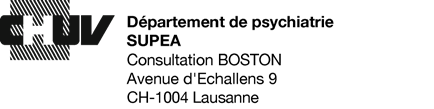 CHUV
Département de psychiatrie
SUPEA
Consultation BOSTON
Avenue d'Echallens 9
CH-1004 Lausanne